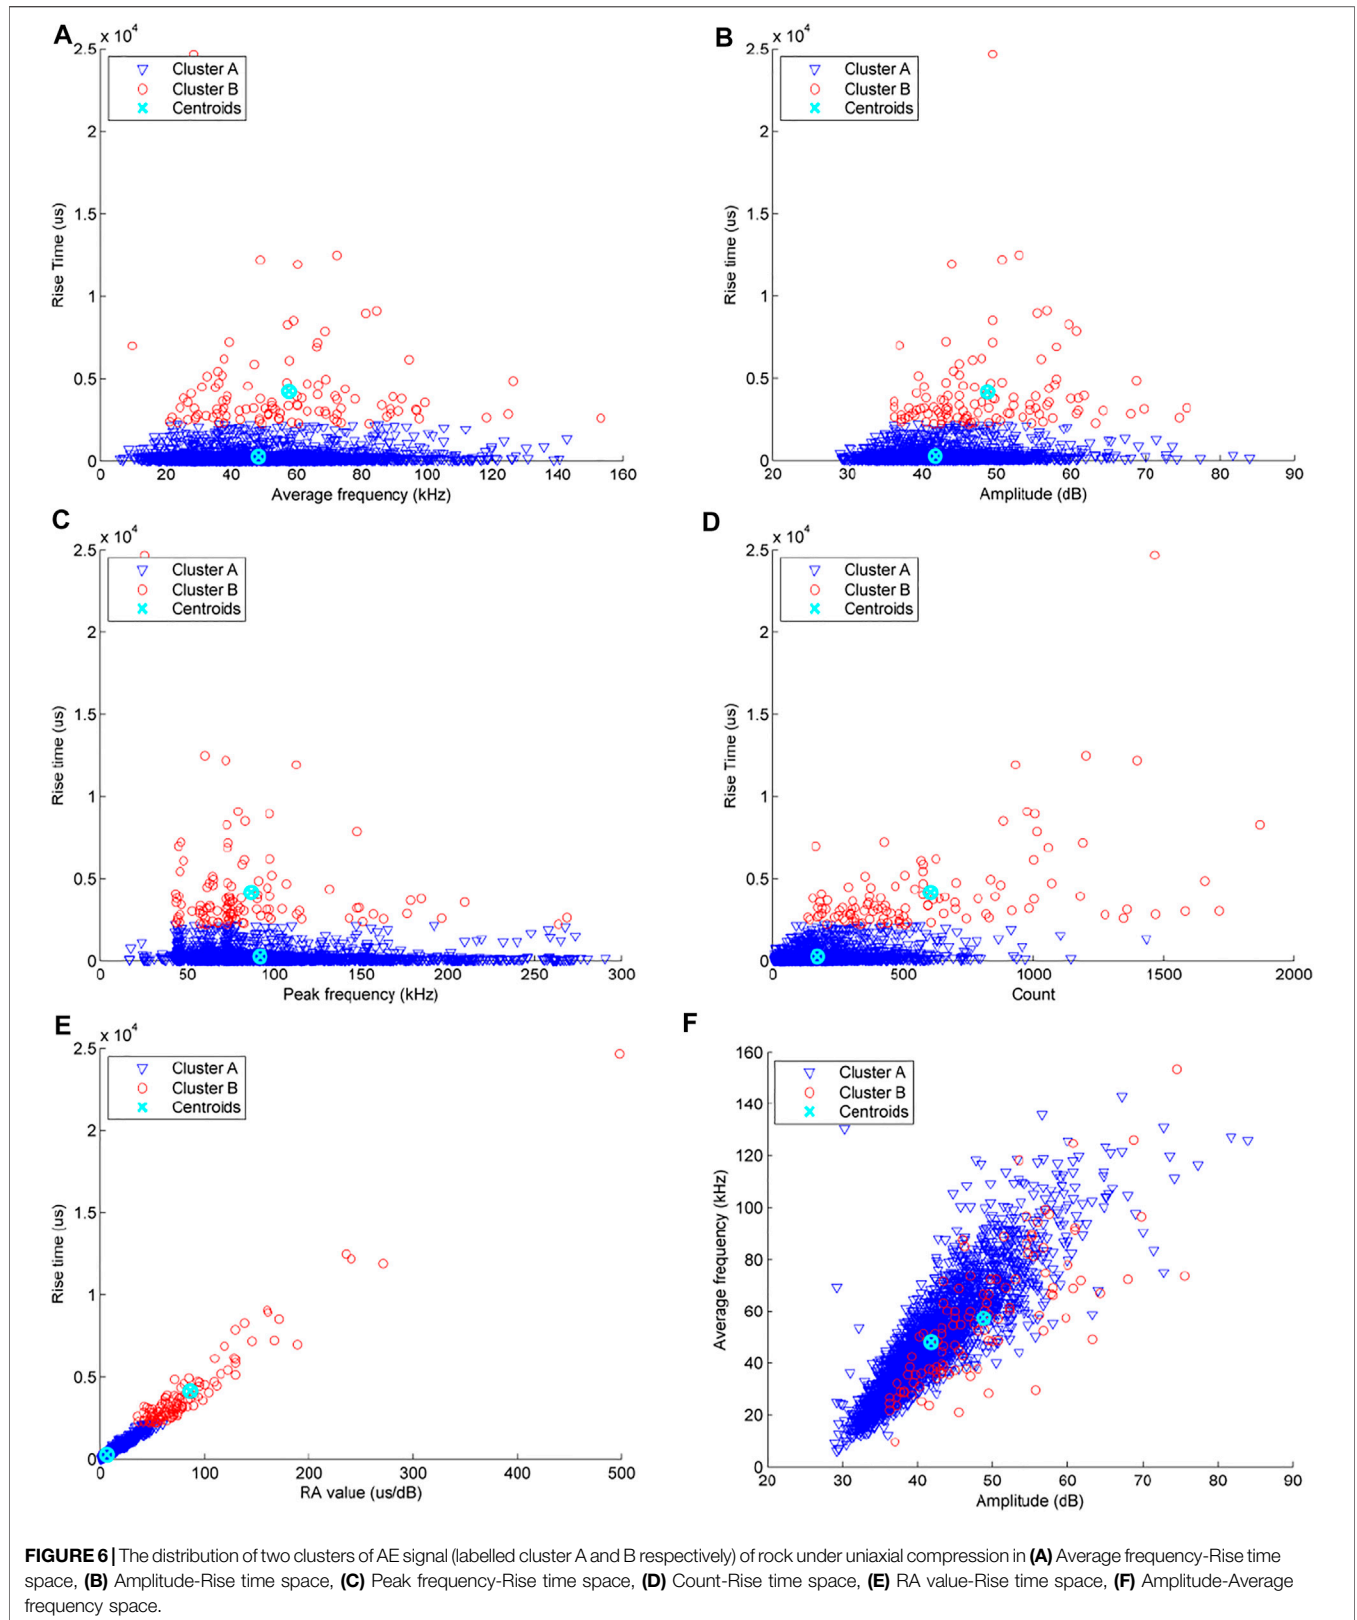 A
x 10⁴
2.5
2
1.5
1
0.5
0
Rise Time (us)
Cluster A
Cluster B
Centroids
0 20 40 60 80 100 120 140 160
Average frequency (kHz)
B
x 10⁴
2.5
2
1.5
1
0.5
0
Rise time (us)
Cluster A
Cluster B
Centroids
20 30 40 50 60 70 80 90
Amplitude (dB)
C
x 10⁴
2.5
2
1.5
1
0.5
0
Rise time (us)
Cluster A
Cluster B
Centroids
0 50 100 150 200 250 300
Peak frequency (kHz)
D
x 10⁴
2.5
2
1.5
1
0.5
0
Rise Time (us)
Cluster A
Cluster B
Centroids
0 500 1000 1500 2000
Count
E
x 10⁴
2.5
2
1.5
1
0.5
0
Rise time (us)
Cluster A
Cluster B
Centroids
0 100 200 300 400 500
RA value (us/dB)
F
160
140
120
100
80
60
40
20
0
Average frequency (kHz)
Cluster A
Cluster B
Centroids
20 30 40 50 60 70 80 90
Amplitude (dB)
FIGURE 6 | The distribution of two clusters of AE signal (labelled cluster A and B respectively) of rock under uniaxial compression in (A) Average frequency-Rise time
space, (B) Amplitude-Rise time space, (C) Peak frequency-Rise time space, (D) Count-Rise time space, (E) RA value-Rise time space, (F) Amplitude-Average
frequency space.